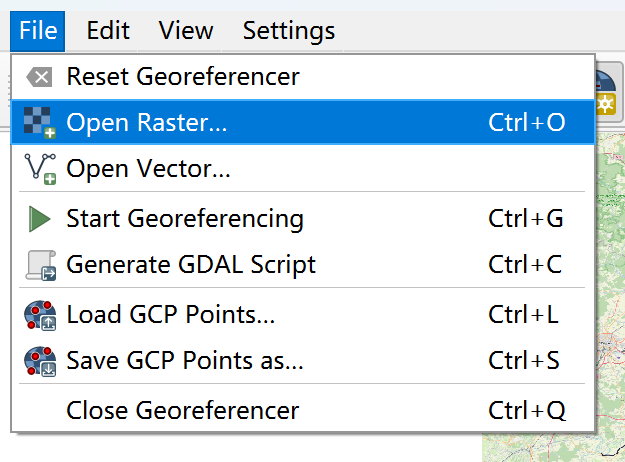 File Edit View Settings
Reset Georeferencer
Open Raster... Ctrl+O
Open Vector...
Start Georeferencing Ctrl+G
Generate GDAL Script Ctrl+C
Load GCP Points... Ctrl+L
Save GCP Points as... Ctrl+S
Close Georeferencer Ctrl+Q